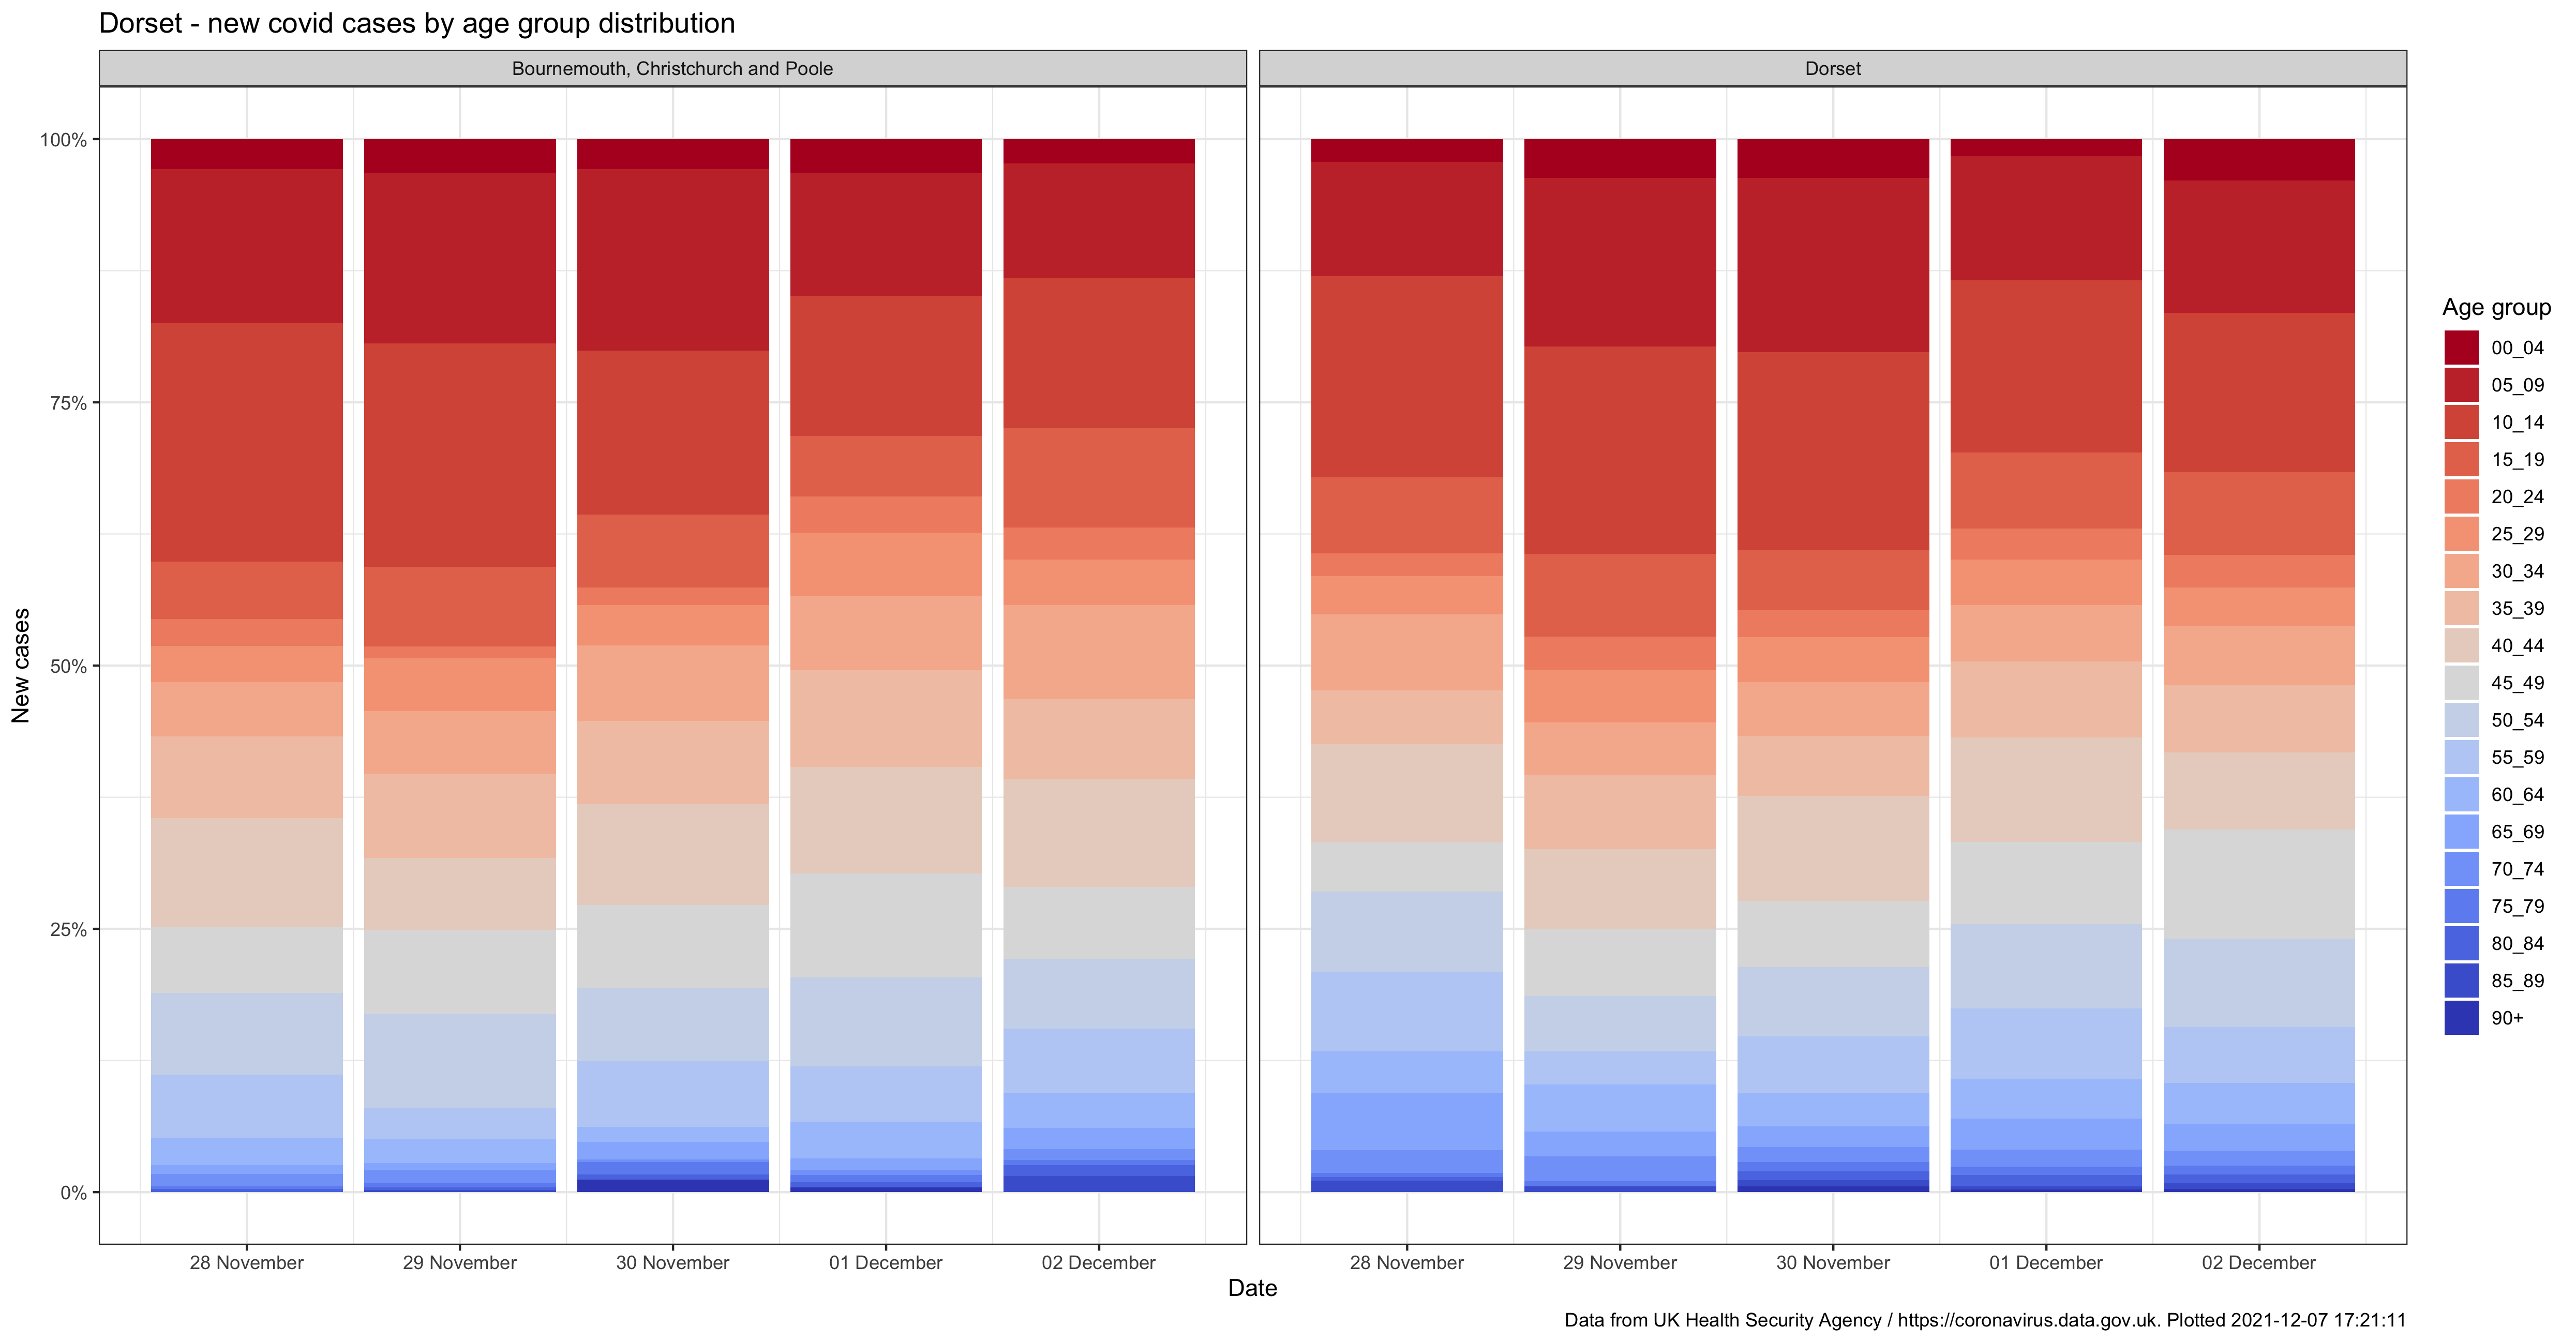 Dorset - new covid cases by age group distribution
Bournemouth, Christchurch and Poole
Dorset
New cases
100%
75%
50%
25%
0%
28 November
29 November
30 November
01 December
02 December
28 November
29 November
30 November
01 December
02 December
Date
Age group
00_04
05_09
10_14
15_19
20_24
25_29
30_34
35_39
40_44
45_49
50_54
55_59
60_64
65_69
70_74
75_79
80_84
85_89
90+
Data from UK Health Security Agency / https://coronavirus.data.gov.uk. Plotted 2021-12-07 17:21:11